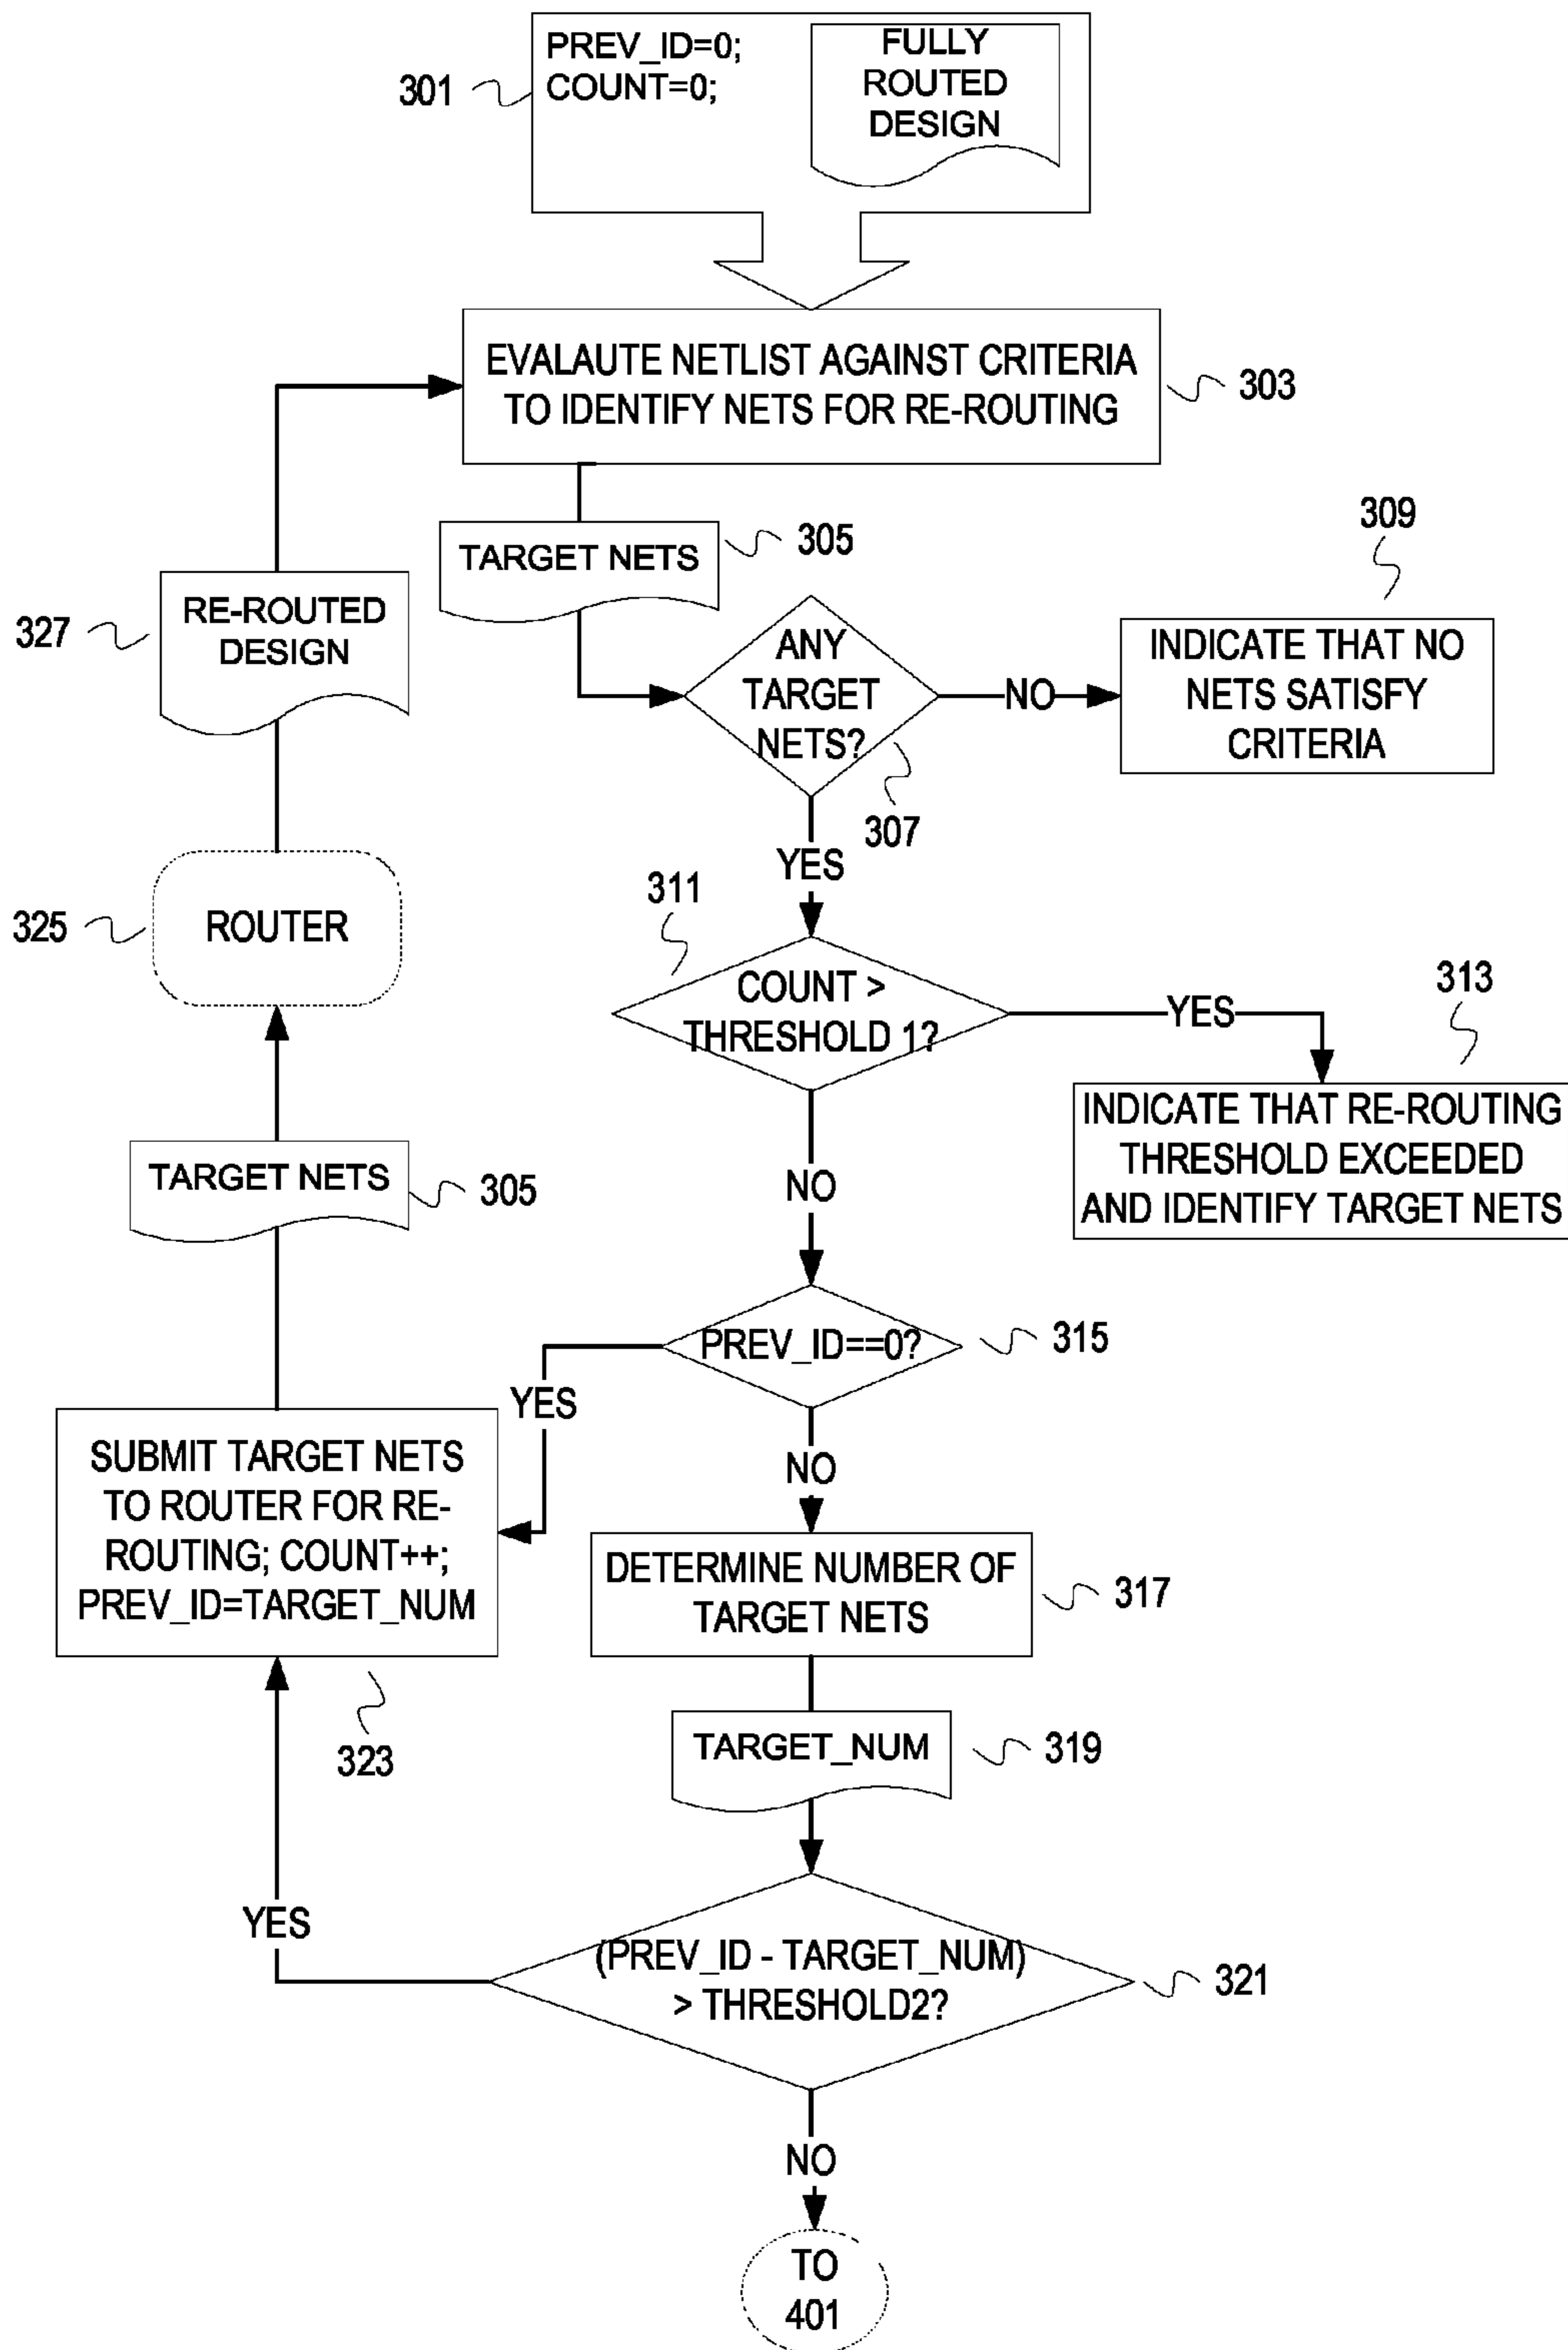 PREV_ID=0;
COUNT=0;
FULLY
ROUTED
DESIGN
301
EVALAUTE NETLIST AGAINST CRITERIA
TO IDENTIFY NETS FOR RE-ROUTING
303
TARGET NETS
305
309
RE-ROUTED
DESIGN
327
ANY
TARGET
NETS?
NO
INDICATE THAT NO
NETS SATISFY
CRITERIA
307
YES
311
ROUTER
325
COUNT >
THRESHOLD 1?
YES
313
INDICATE THAT RE-ROUTING
THRESHOLD EXCEEDED
AND IDENTIFY TARGET NETS
NO
TARGET NETS
305
PREV_ID==0?
315
YES
NO
SUBMIT TARGET NETS
TO ROUTER FOR RE-
ROUTING; COUNT++;
PREV_ID=TARGET_NUM
323
DETERMINE NUMBER OF
TARGET NETS
317
TARGET_NUM
319
YES
(PREV_ID - TARGET_NUM)
> THRESHOLD2?
321
NO
TO
401